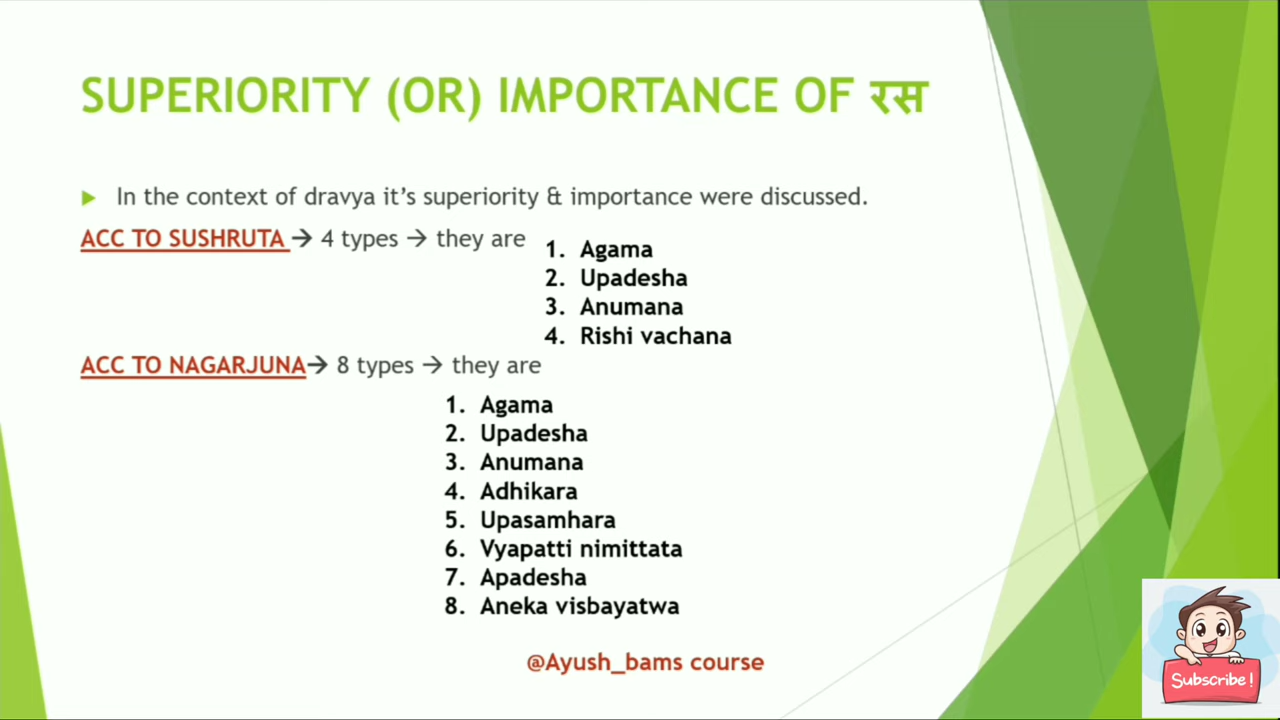 SUPERIORITY (OR) IMPORTANCE OF रस
In the context of dravya it's superiority & importance were discussed.
ACC TO SUSHRUTA → 4 types → they are
1. Agama
2. Upadesha
3. Anumana
4. Rishi vachana
ACC TO NAGARJUNA→ 8 types → they are
1. Agama
2. Upadesha
3. Anumana
4. Adhikara
5. Upasamhara
6. Vyapatti nimittata
7. Apadesha
8. Aneka visbayatwa
@Ayush_bams course
Subscribe!